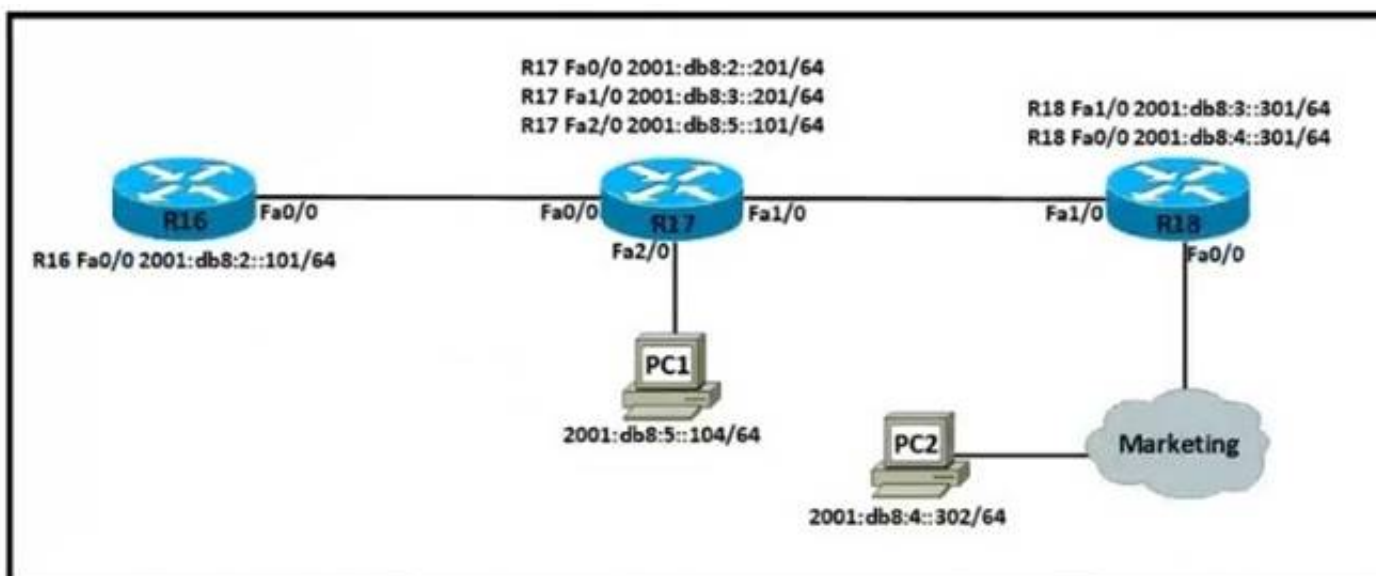 R17 Fa0/0 2001:db8:2::201/64
R17 Fa1/0 2001:db8:3::201/64
R17 Fa2/0 2001:db8:5::101/64
R18 Fa1/0 2001:db8:3::301/64
R18 Fa0/0 2001:db8:4::301/64
R16
Fa0/0
Fa0/0
R17
Fa1/0
Fa1/0
R18
Fa2/0
Fa0/0
R16 Fa0/0 2001:db8:2::101/64
PC1
2001:db8:5::104/64
PC2
Marketing
2001:db8:4::302/64